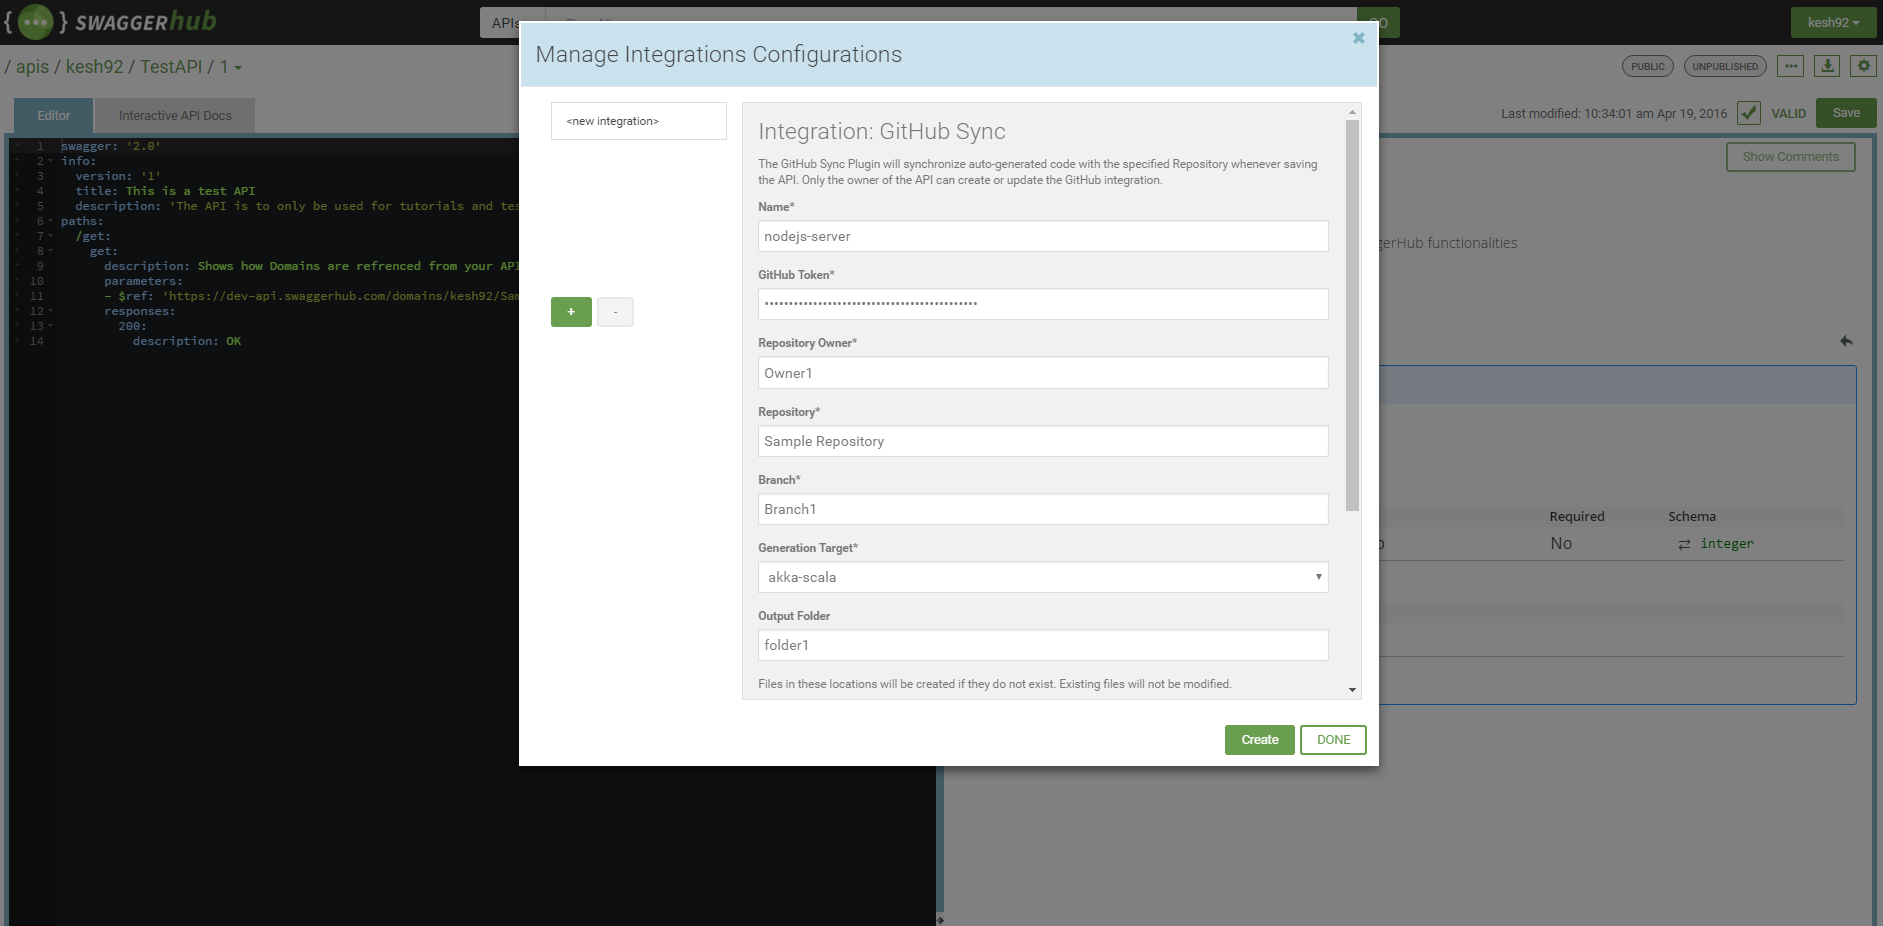 {...} SWAGGERhub
APIs
GO
kesh92
/ apis / kesh92 / TestAPI / 1
PUBLIC
UNPUBLISHED
Editor
Interactive API Docs
Last modified: 10:34:01 am Apr 19, 2016
VALID
Save
Show Comments
1 swagger: '2.0'
2 info:
3 version: '1'
4 title: This is a test API
5 description: 'The API is to only be used for tutorials and tes
6 paths:
7 /get:
8 get:
9 description: Shows how Domains are refrenced from your API
10 parameters:
11 - $ref: 'https://dev-api.swaggerhub.com/domains/kesh92/Sam
12 responses:
13 200:
14 description: OK
Manage Integrations Configurations
<new integration>
+ -
Integration: GitHub Sync
The GitHub Sync Plugin will synchronize auto-generated code with the specified Repository whenever saving
the API. Only the owner of the API can create or update the GitHub integration.
Name*
nodejs-server
GitHub Token*
Repository Owner*
Owner1
Repository*
Sample Repository
Branch*
Branch1
Generation Target*
akka-scala
Output Folder
folder1
Files in these locations will be created if they do not exist. Existing files will not be modified.
Create
DONE
gerHub functionalities
Required Schema
No integer